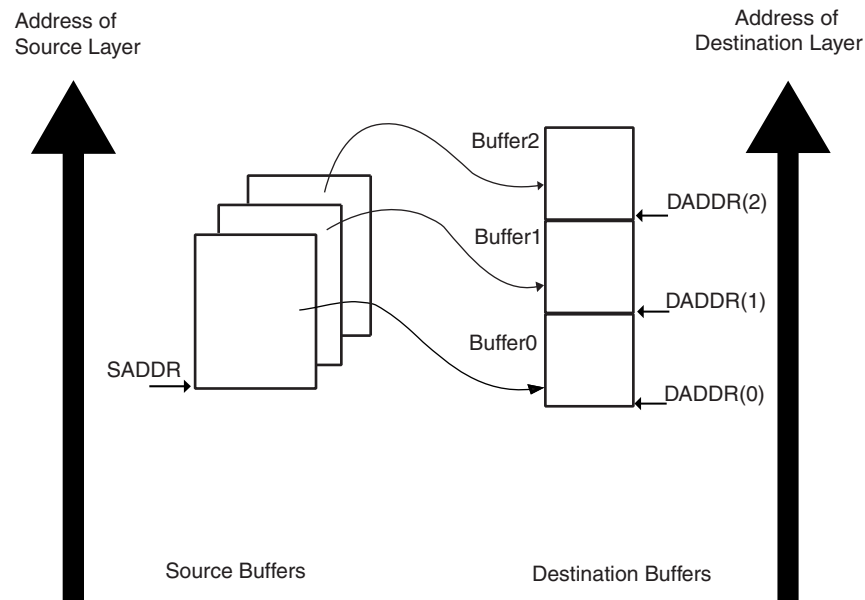 Address of
Source Layer
Address of
Destination Layer
Buffer2
DADDR(2)
Buffer1
DADDR(1)
Buffer0
SADDR
DADDR(0)
Source Buffers
Destination Buffers